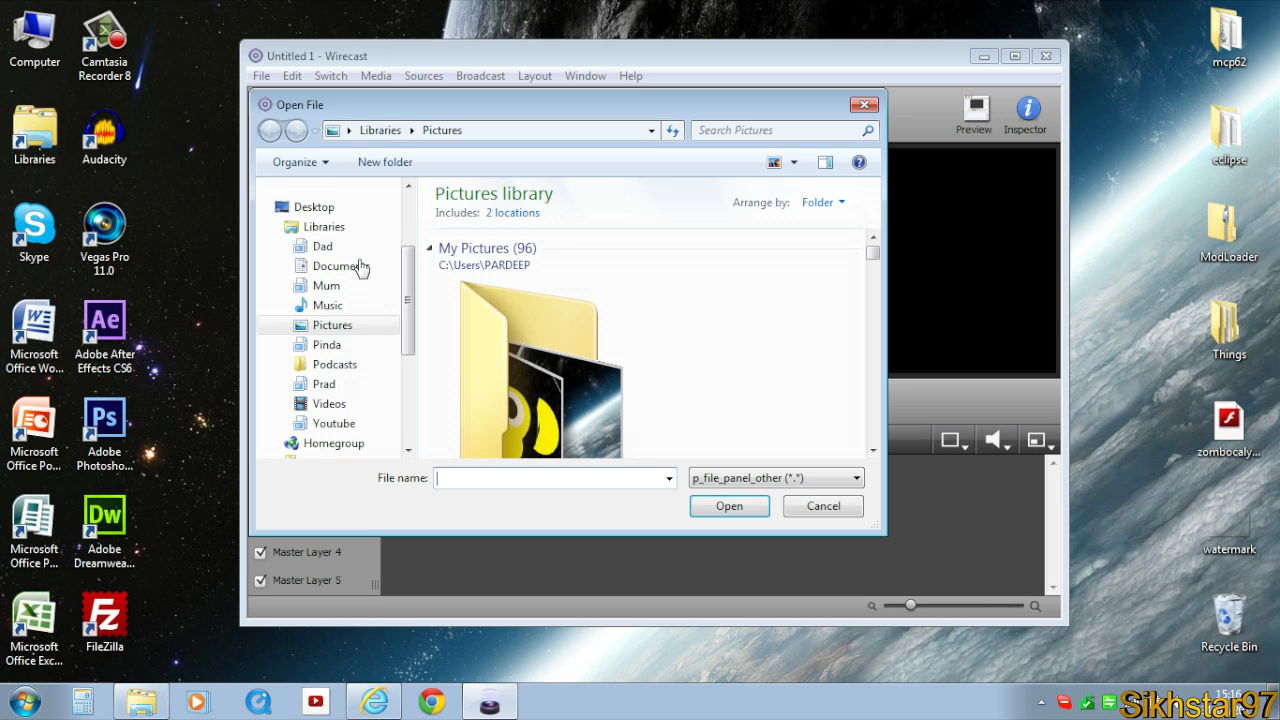 Computer
Camtasia
Recorder 8
Libraries
Audacity
Skype
Vegas Pro
11.0
Microsoft
Office Wo...
Adobe After
Effects CS6
Microsoft
Office Po...
Adobe
Photosho...
Microsoft
Office P...
Adobe
Dreamwea...
Microsoft
Office Exc...
FileZilla
Untitled 1 - Wirecast
File Edit Switch Media Sources Broadcast Layout Window Help
Open File
Libraries Pictures
Search Pictures
Organize
New folder
Preview
Inspector
Desktop
Libraries
Dad
Docume
Mum
Music
Pictures
Pinda
Podcasts
Prad
Videos
Youtube
Homegroup
Pictures library
Includes: 2 locations
Arrange by: Folder
My Pictures (96)
C:\Users\PARDEEP
File name:
p_file_panel_other (*.*)
Open
Cancel
Master Layer 4
Master Layer 5
mcp62
eclipse
ModLoader
Things
zombocaly...
watermark
Recycle Bin
15:16
Sikhstar97